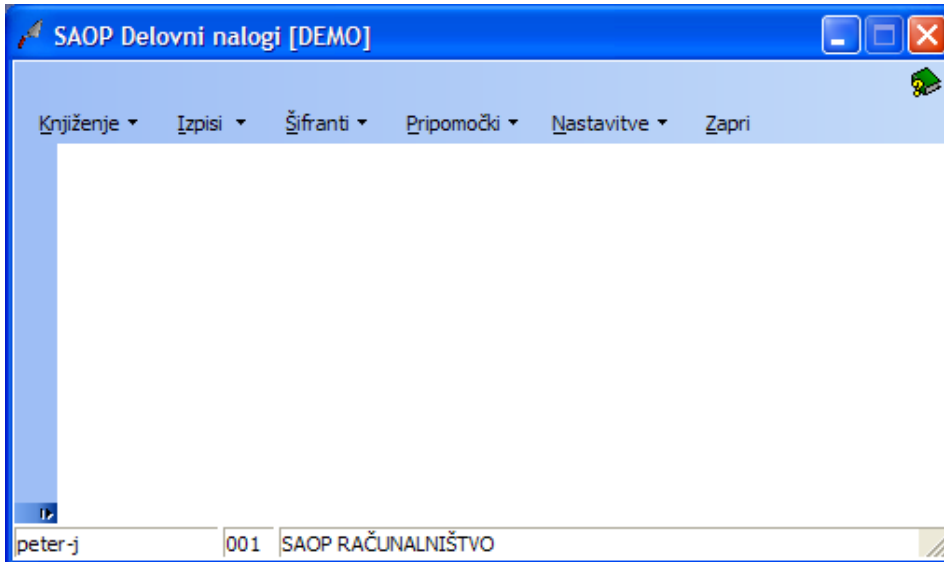 SAOP Delovni nalogi [DEMO]
Knjiženje Izpisi Šifranti Pripomočki Nastavitve Zapri
peter-j 001 SAOP RAČUNALNIŠTVO